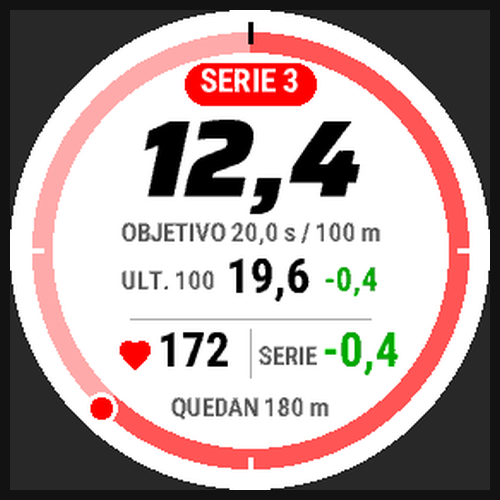 SERIE 3
12,4
OBJETIVO 20,0 s / 100 m
ULT. 100 19,6 -0,4
172 SERIE -0,4
QUEDAN 180 m